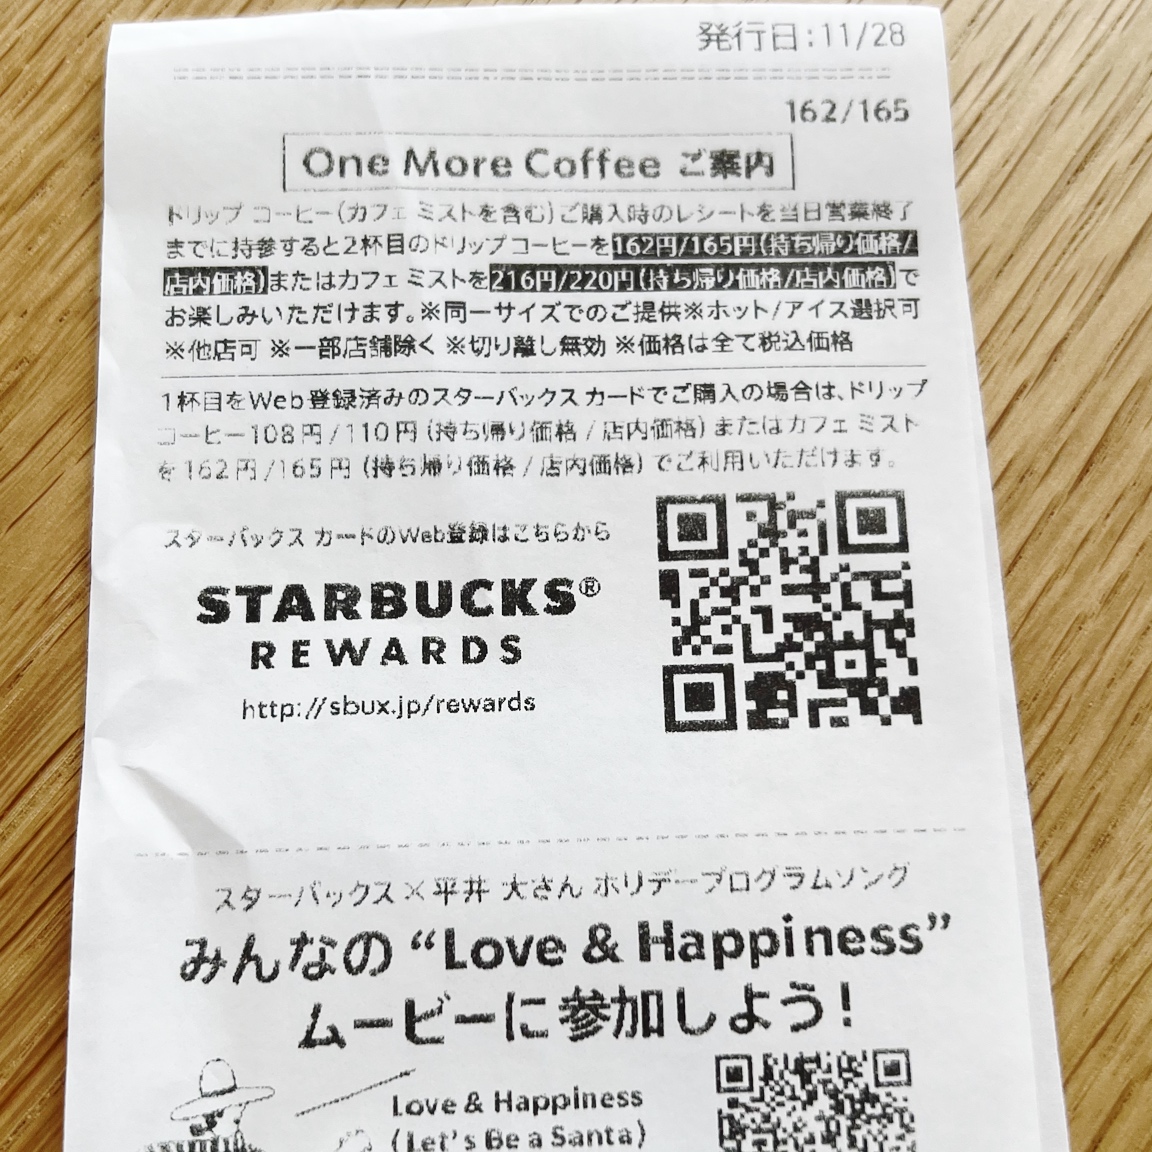 発行日:11/28
162/165
One More Coffee ご案内
ドリップ コーヒー(カフェ ミストを含む)ご購入時のレシートを当日営業終了
までに持参すると2杯目のドリップコーヒーを162円/165円(持ち帰り価格/
店内価格)またはカフェ ミストを216円/220円(持ち帰り価格/店内価格)で
お楽しみいただけます。※同一サイズでのご提供※ホット/アイス選択可
※他店可 ※一部店舗除く ※切り離し無効 ※価格は全て税込価格
1杯目をWeb登録済みのスターバックス カードでご購入の場合は、ドリップ
コーヒー108円/110円(持ち帰り価格/店内価格)またはカフェ ミスト
を162円/165円(持ち帰り価格/店内価格)でご利用いただけます。
スターバックス カードのWeb登録はこちらから
STARBUCKS®
REWARDS
http://sbux.jp/rewards
スターバックス×平井 大さん ホリデープログラムソング
みんなの“Love & Happiness”
ムービーに参加しよう!
Love & Happiness
(Let's Be a Santa)